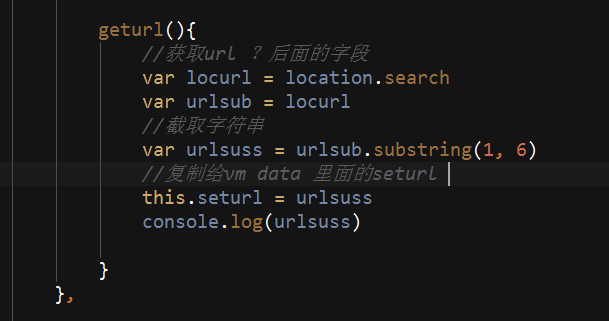 geturl(){
//获取url ？后面的字段
var locurl = location.search
var urlsub = locurl
//截取字符串
var urlsuss = urlsub.substring(1, 6)
//复制给vm data 里面的seturl
this.seturl = urlsuss
console.log(urlsuss)
}
},